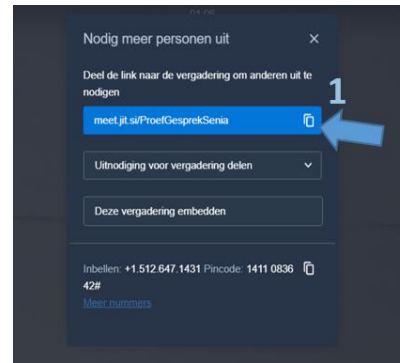 Nodig meer personen uit
Deel de link naar de vergadering om anderen uit te
nodigen
1
meet.jit.si/ProefGesprekSenia
Uitnodiging voor vergadering delen
Deze vergadering embedden
Inbellen: +1.512.647.1431 Pincode: 1411 0836
42#
Meer nummers